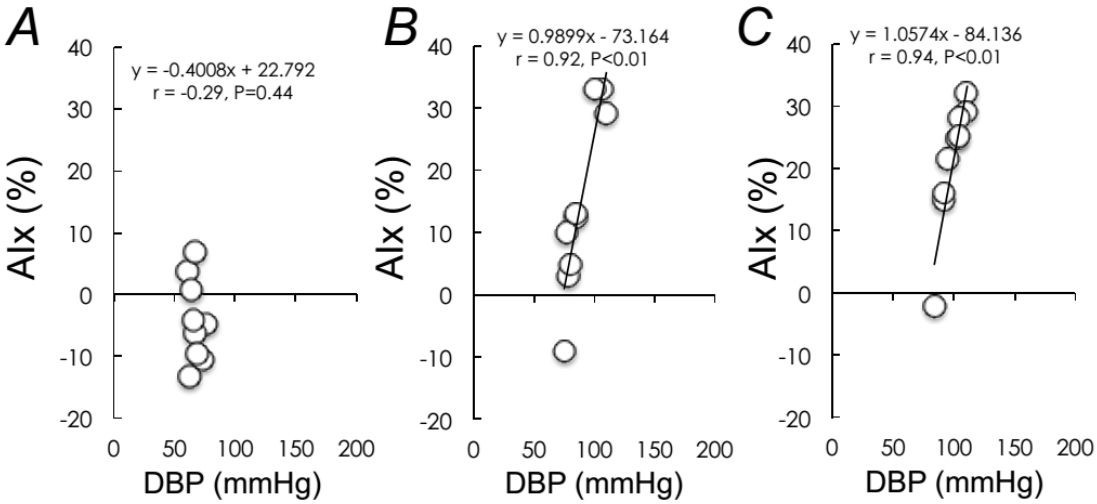 A
y = -0.4008x + 22.792
r = -0.29, P=0.44
40
30
20
10
0
-10
-20
AIx (%)
0 50 100 150 200
DBP (mmHg)
B
y = 0.9899x - 73.164
r = 0.92, P<0.01
40
30
20
10
0
-10
-20
AIx (%)
0 50 100 150 200
DBP (mmHg)
C
y = 1.0574x - 84.136
r = 0.94, P<0.01
40
30
20
10
0
-10
-20
AIx (%)
0 50 100 150 200
DBP (mmHg)